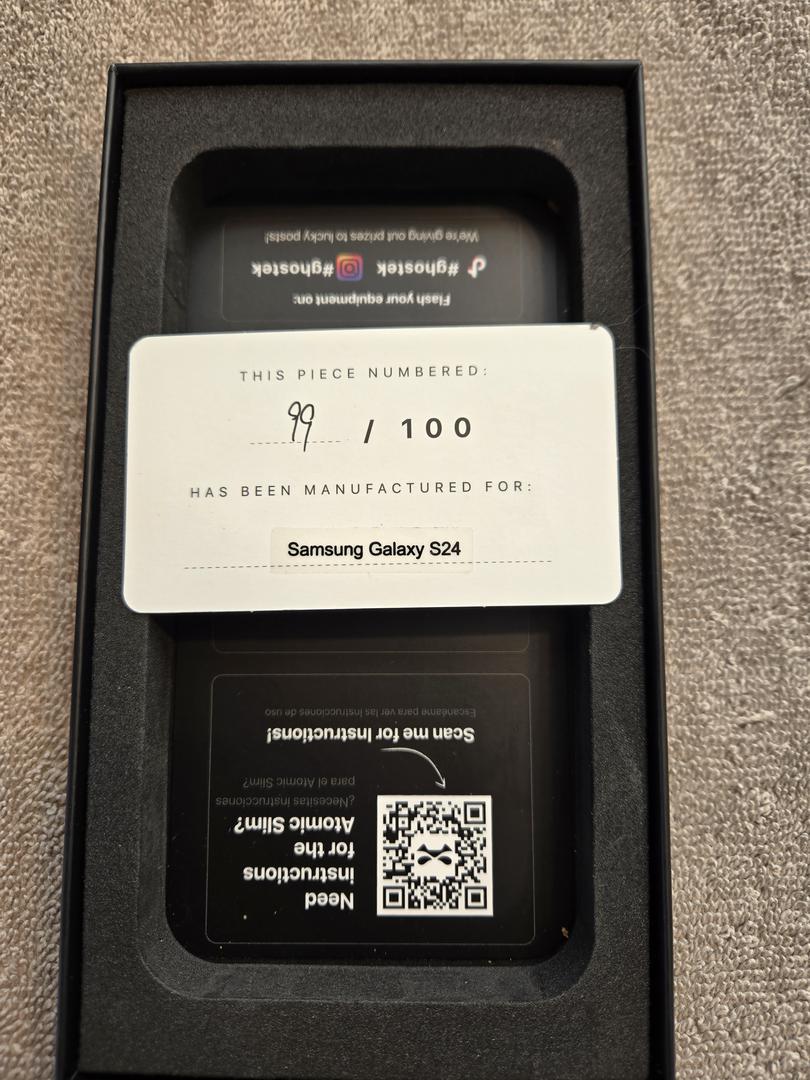 We're giving out prizes to lucky posts!
#ghostek #ghostek
Flash your equipment on:
THIS PIECE NUMBERED:
99 / 100
HAS BEEN MANUFACTURED FOR:
Samsung Galaxy S24
Escanéame para ver las instrucciones de uso
Scan me for Instructions!
Need
instructions
for the
Atomic Slim?
¿Necesitas instrucciones
para el Atomic Slim?